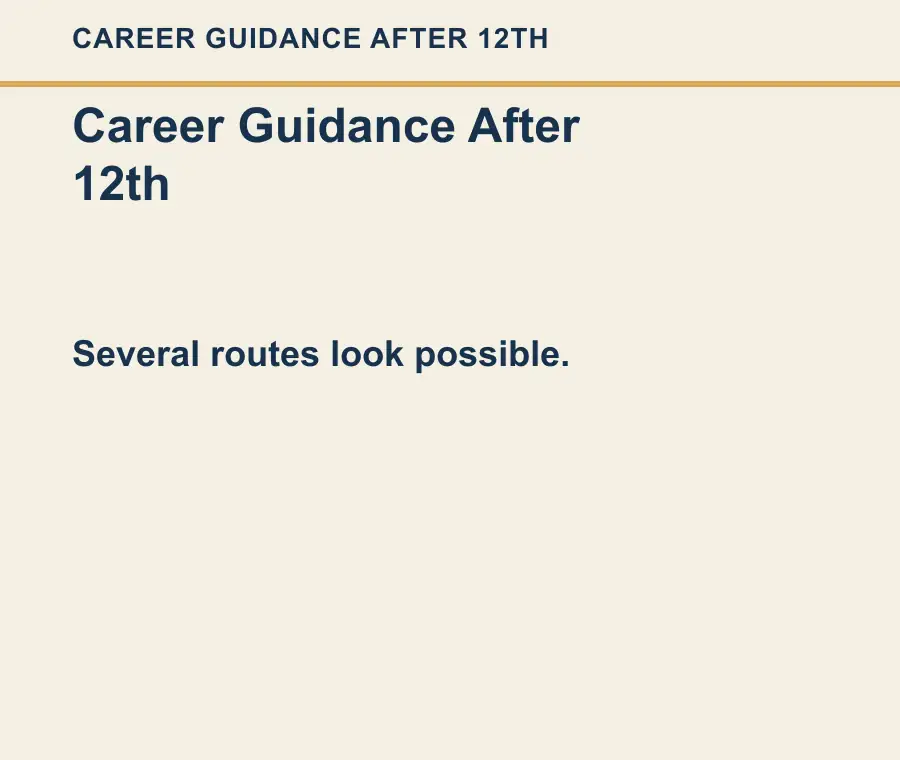 CAREER GUIDANCE AFTER 12TH
Career Guidance After
12th
Several routes look possible.